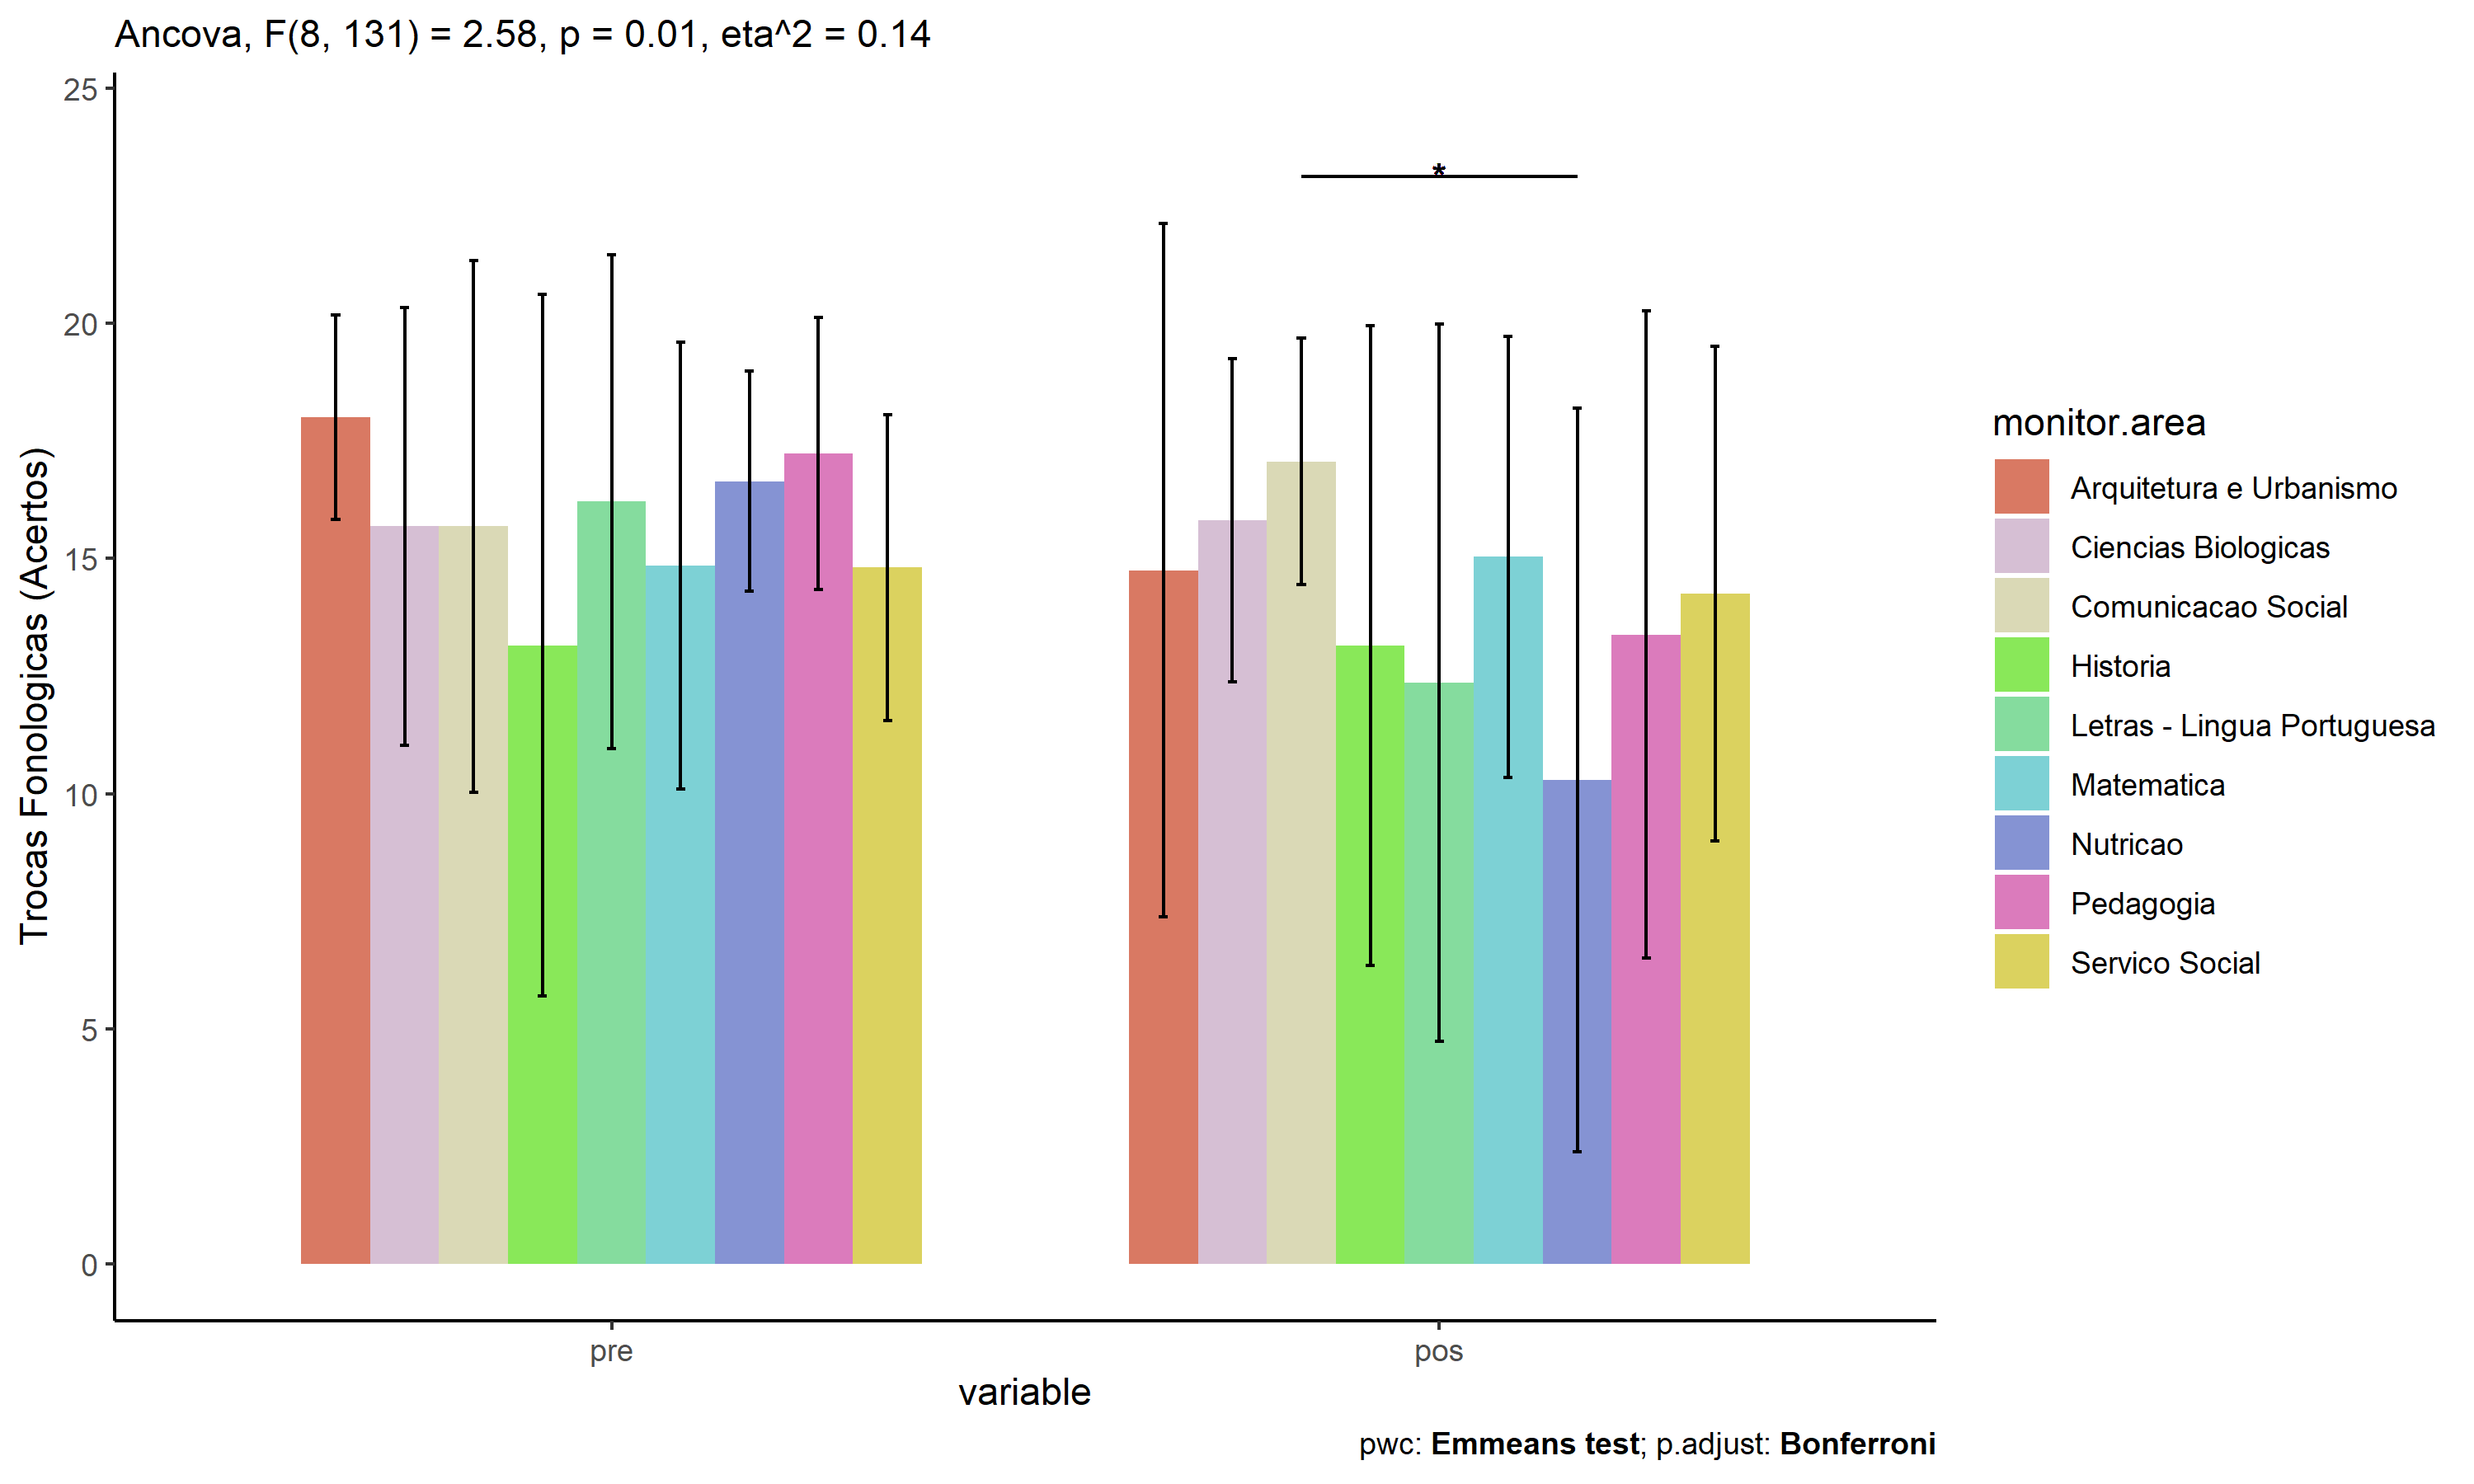 Ancova, F(8, 131) = 2.58, p = 0.01, eta^2 = 0.14
25
20
15
10
5
0
Trocas Fonologicas (Acertos)
*
pre
pos
variable
monitor.area
Arquitetura e Urbanismo
Ciencias Biologicas
Comunicacao Social
Historia
Letras - Lingua Portuguesa
Matematica
Nutricao
Pedagogia
Servico Social
pwc: Emmeans test; p.adjust: Bonferroni